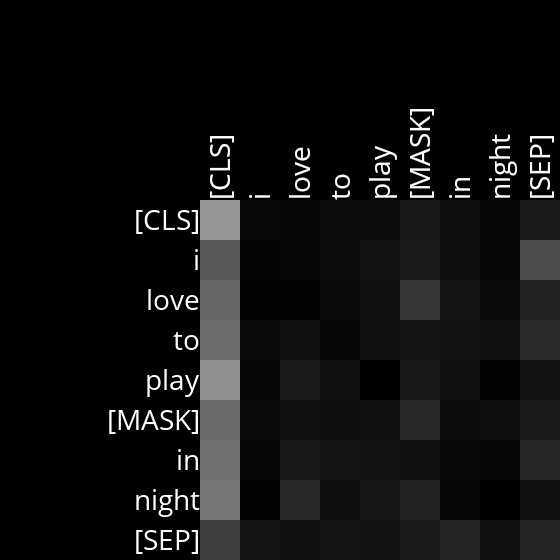 [CLS] i love to play [MASK] in night [SEP]
[CLS]
i
love
to
play
[MASK]
in
night
[SEP]